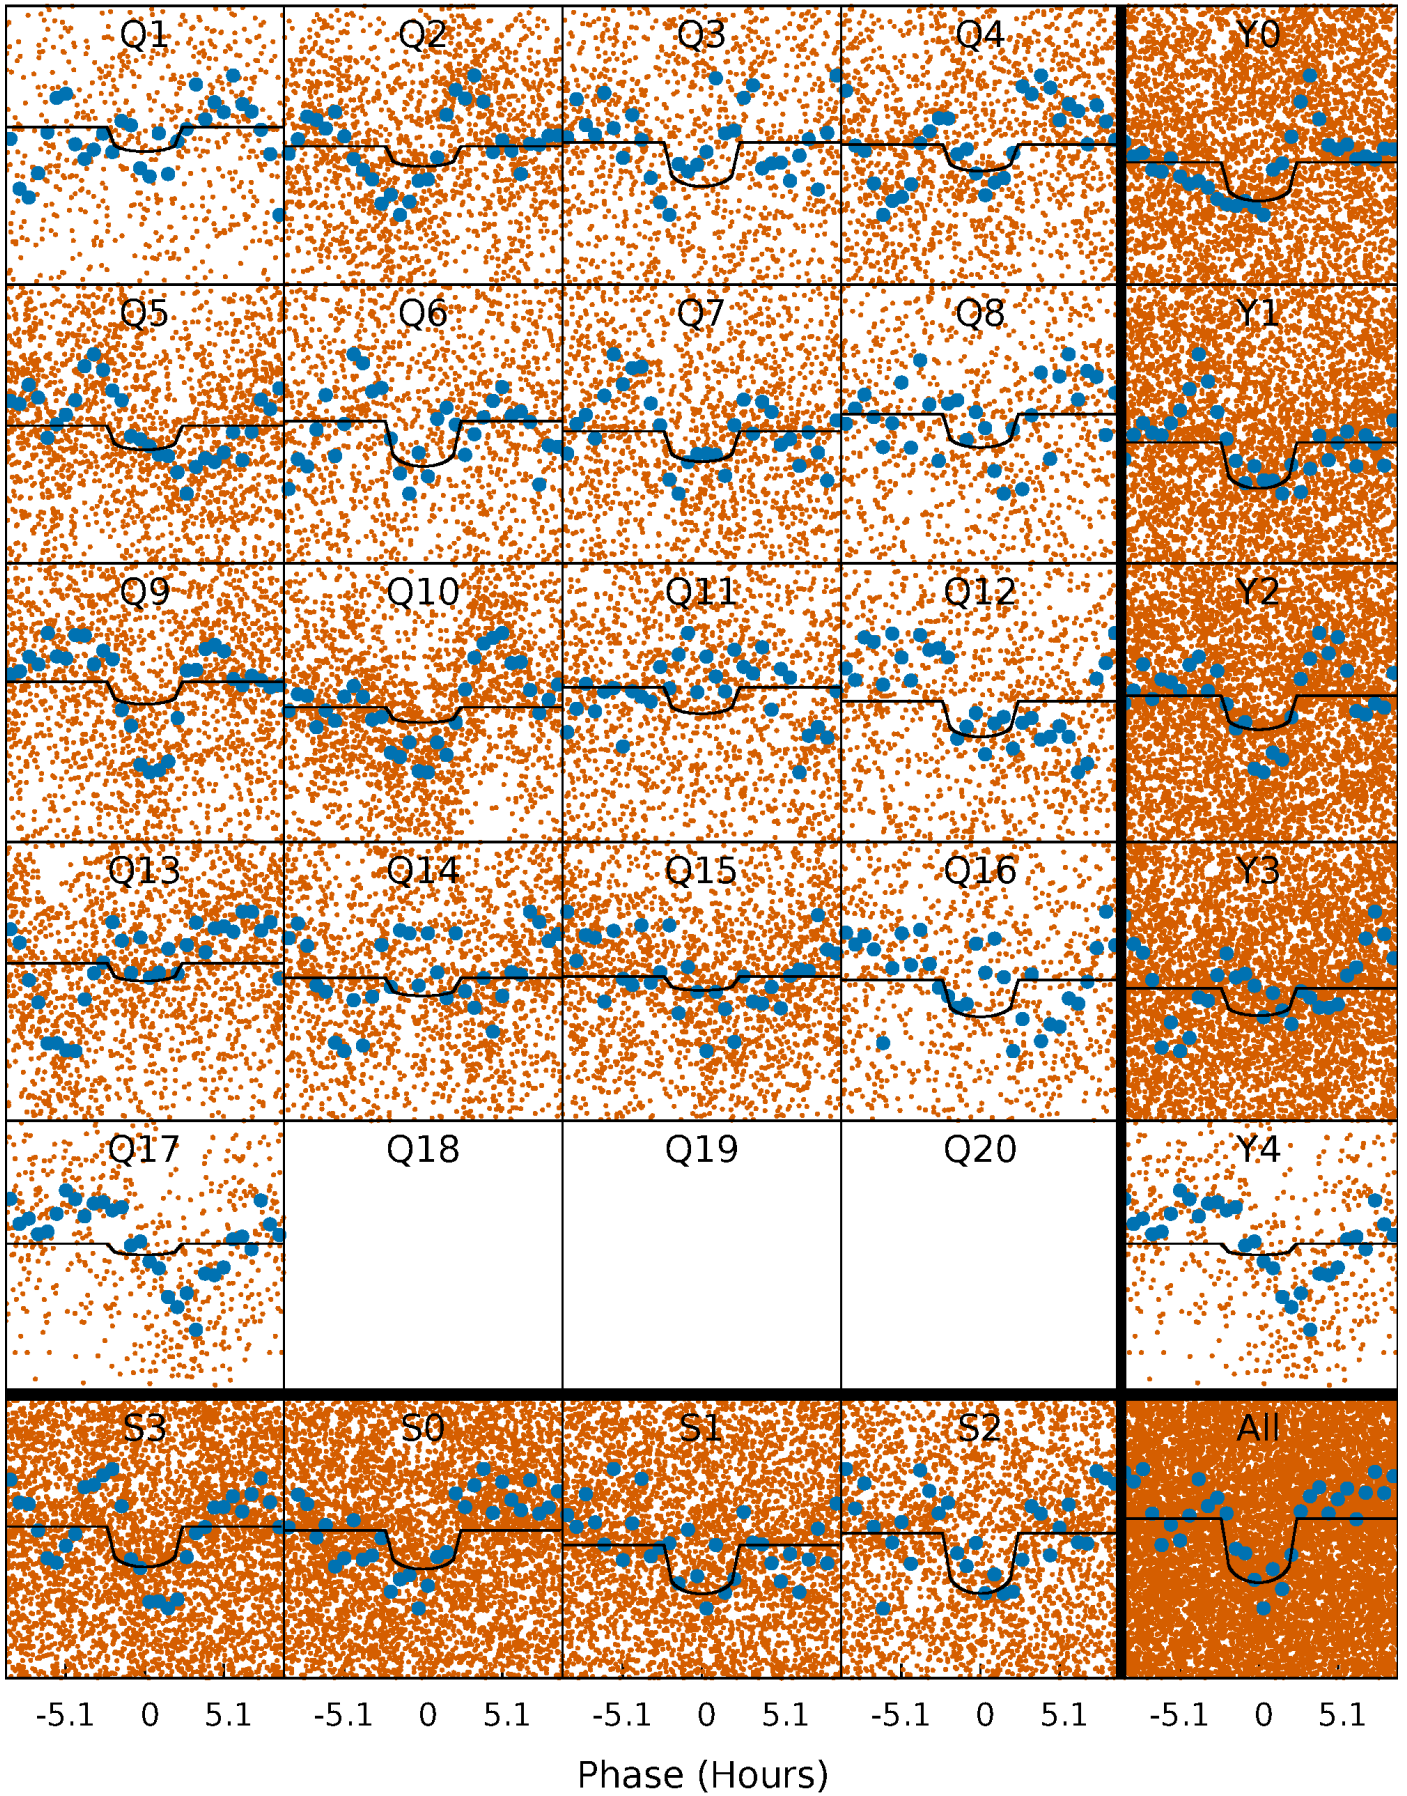 Q1 Q2 Q3 Q4 Y0
Q5 Q6 Q7 Q8 Y1
Q9 Q10 Q11 Q12 Y2
Q13 Q14 Q15 Q16 Y3
Q17 Q18 Q19 Q20 Y4
S3 S0 S1 S2 All
-5.1 0 5.1 -5.1 0 5.1 -5.1 0 5.1 -5.1 0 5.1 -5.1 0 5.1
Phase (Hours)